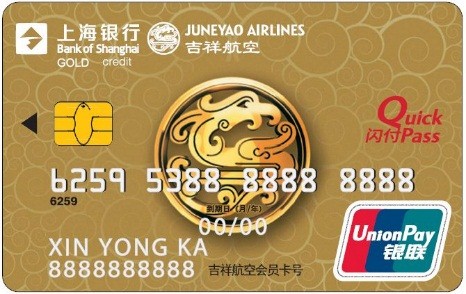 上海银行
Bank of Shanghai
GOLD credit
JUNEYAO AIRLINES
吉祥航空
Quick
闪付Pass
6259 5388 8888 8888
6259
到期日(月/年)
00/00
XIN YONG KA
8888888888 吉祥航空会员卡号
UnionPay
银联